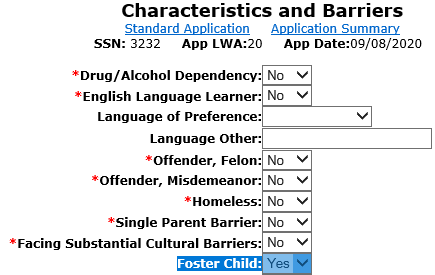 Characteristics and Barriers
Standard Application Application Summary
SSN: 3232 App LWA:20 App Date:09/08/2020
*Drug/Alcohol Dependency: No
*English Language Learner: No
Language of Preference:
Language Other:
*Offender, Felon: No
*Offender, Misdemeanor: No
*Homeless: No
*Single Parent Barrier: No
*Facing Substantial Cultural Barriers: No
Foster Child: Yes